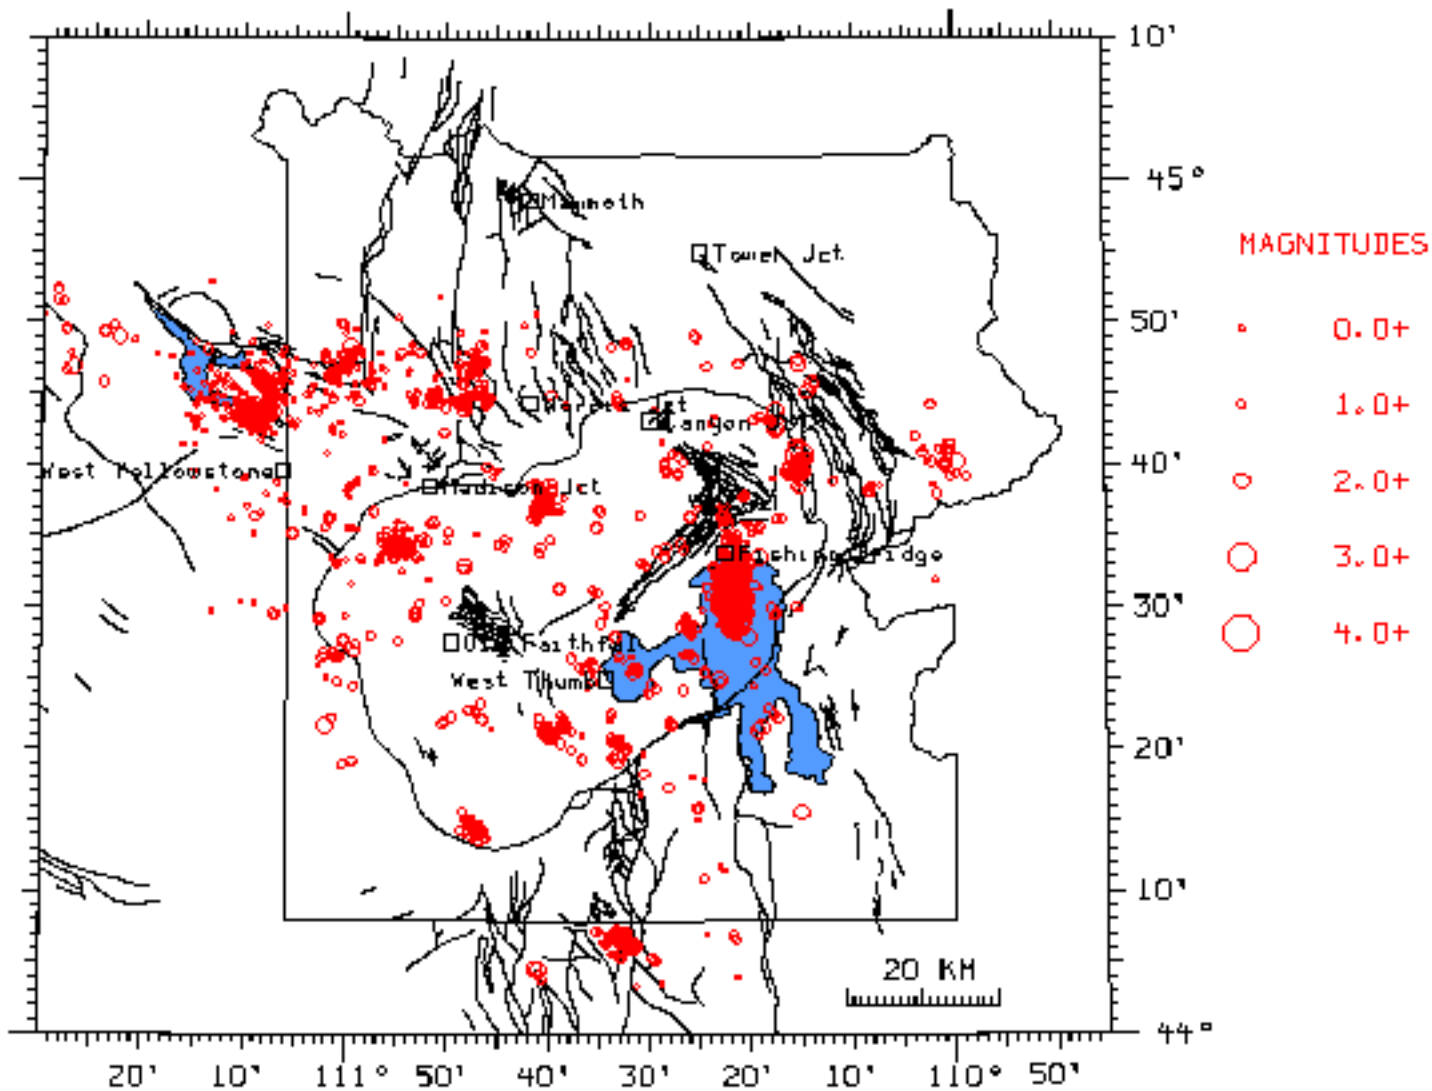 10'
45°
Mammoth
MAGNITUDES
Tower Jct
50'
0.0+
1.0+
Canyon Jct
West Yellowstone
40'
Madison Jct
2.0+
Fishing Bridge
3.0+
30'
Old Faithful
4.0+
West Thumb
20'
10'
20 KM
44°
20' 10' 111° 50' 40' 30' 20' 10' 110° 50'